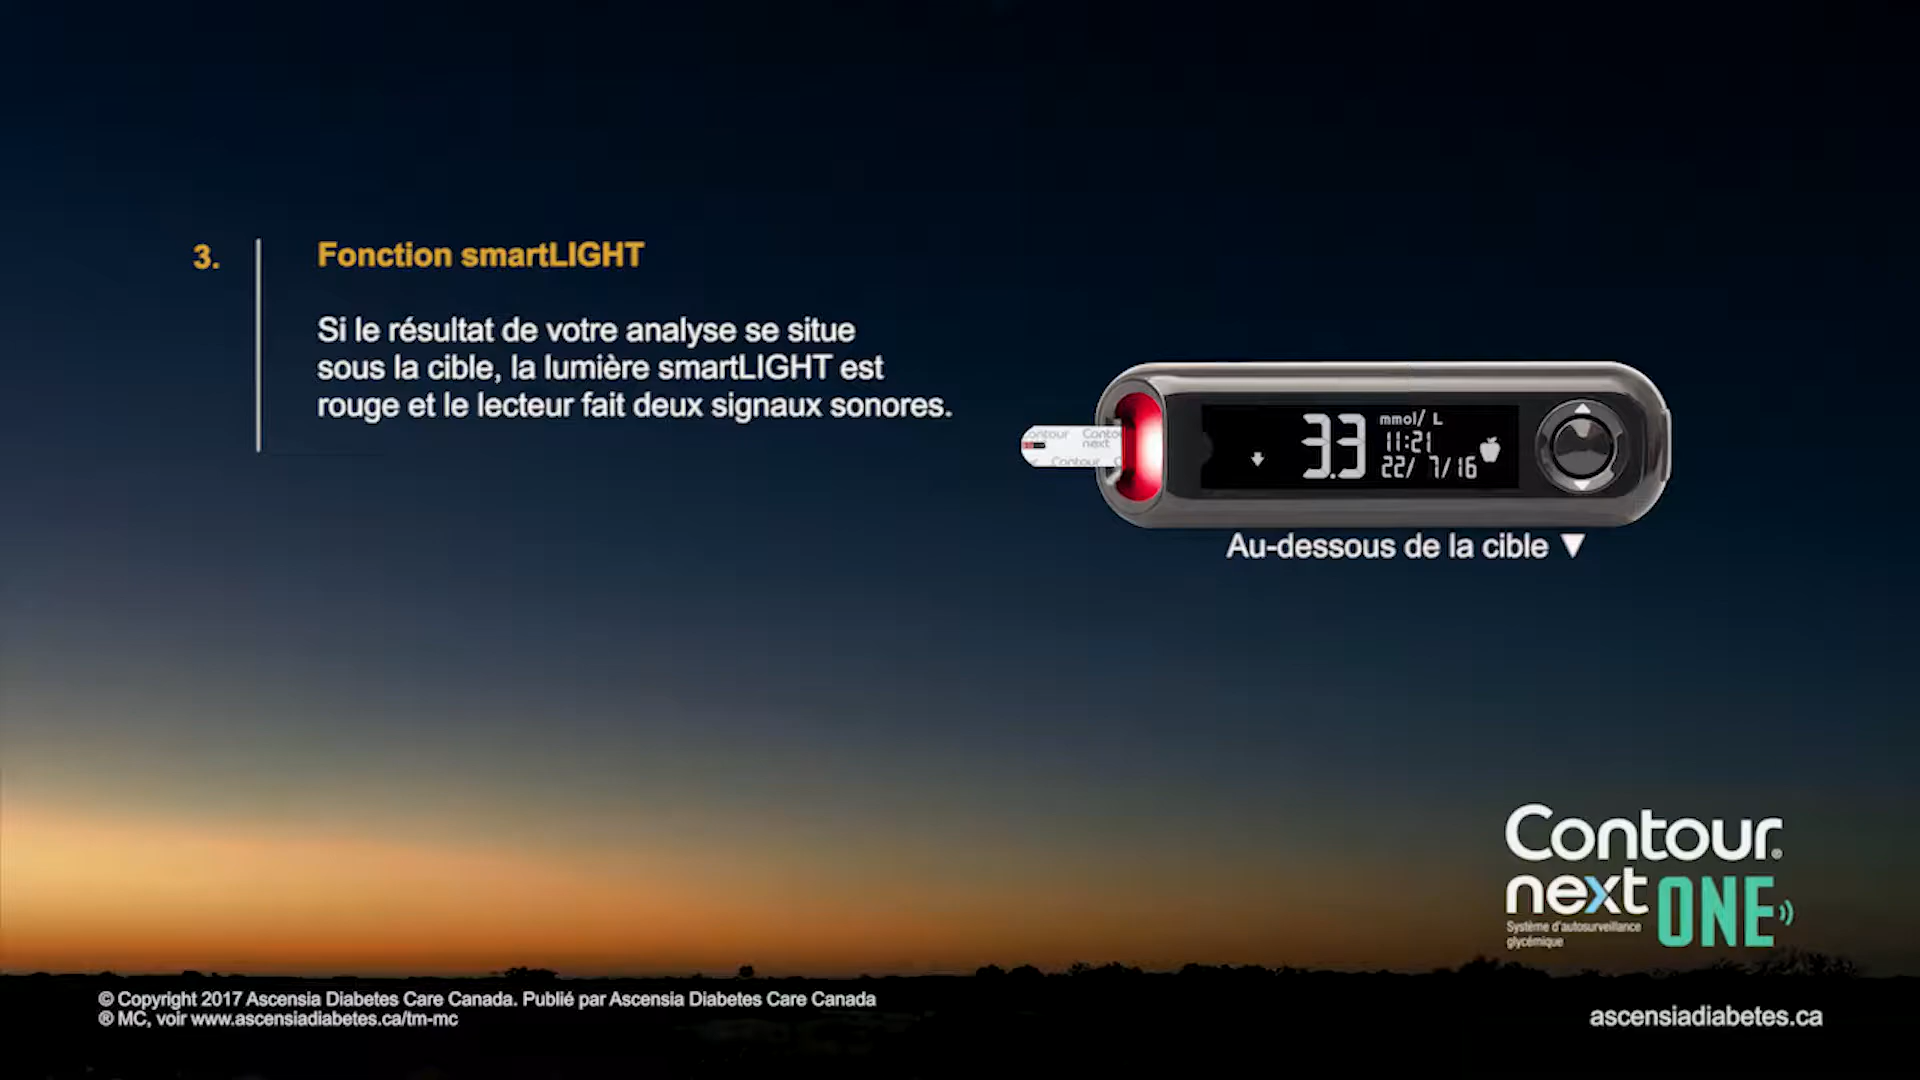 3.
Fonction smartLIGHT
Si le résultat de votre analyse se situe
sous la cible, la lumière smartLIGHT est
rouge et le lecteur fait deux signaux sonores.
Contour
next
Contour
3.3
mmol/ L
11:21
22/ 7/16
Au-dessous de la cible ▼
Contour®
next ONE
Système d'autosurveillance
glycémique
© Copyright 2017 Ascensia Diabetes Care Canada. Publié par Ascensia Diabetes Care Canada
® MC, voir www.ascensiadiabetes.ca/tm-mc
ascensiadiabetes.ca